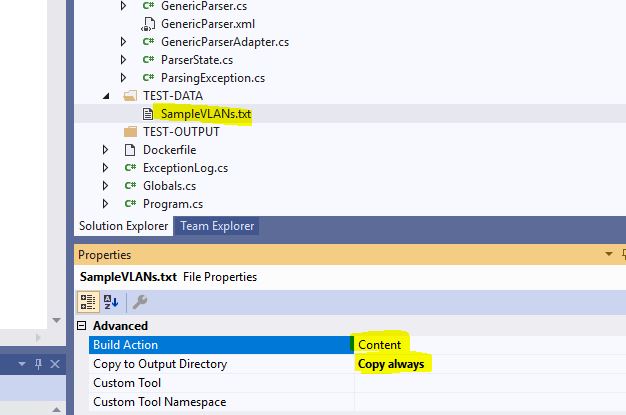 C# GenericParser.cs
GenericParser.xml
C# GenericParserAdapter.cs
C# ParserState.cs
C# ParsingException.cs
TEST-DATA
SampleVLANs.txt
TEST-OUTPUT
Dockerfile
C# ExceptionLog.cs
C# Globals.cs
C# Program.cs
Solution Explorer Team Explorer
Properties
SampleVLANs.txt File Properties
Advanced
Build Action Content
Copy to Output Directory Copy always
Custom Tool
Custom Tool Namespace